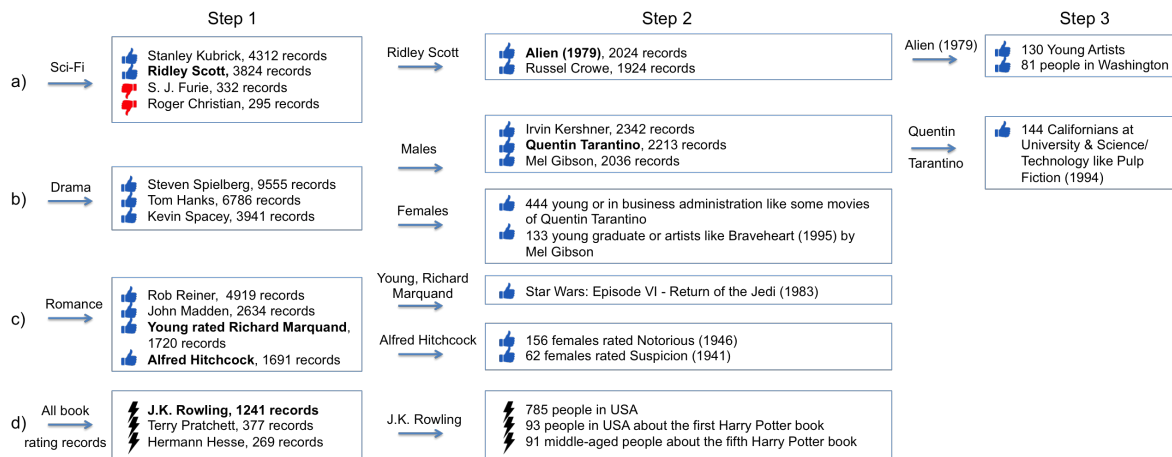 Step 1
Step 2
Step 3
a)
Sci-Fi
Stanley Kubrick, 4312 records
Ridley Scott, 3824 records
S. J. Furie, 332 records
Roger Christian, 295 records
Ridley Scott
Alien (1979), 2024 records
Russel Crowe, 1924 records
Alien (1979)
130 Young Artists
81 people in Washington
b)
Drama
Steven Spielberg, 9555 records
Tom Hanks, 6786 records
Kevin Spacey, 3941 records
Males
Irvin Kershner, 2342 records
Quentin Tarantino, 2213 records
Mel Gibson, 2036 records
Quentin
Tarantino
144 Californians at
University & Science/
Technology like Pulp
Fiction (1994)
Females
444 young or in business administration like some movies
of Quentin Tarantino
133 young graduate or artists like Braveheart (1995) by
Mel Gibson
c)
Romance
Rob Reiner, 4919 records
John Madden, 2634 records
Young rated Richard Marquand,
1720 records
Alfred Hitchcock, 1691 records
Young, Richard
Marquand
Star Wars: Episode VI - Return of the Jedi (1983)
Alfred Hitchcock
156 females rated Notorious (1946)
62 females rated Suspicion (1941)
d)
All book
rating records
J.K. Rowling, 1241 records
Terry Pratchett, 377 records
Hermann Hesse, 269 records
J.K. Rowling
785 people in USA
93 people in USA about the first Harry Potter book
91 middle-aged people about the fifth Harry Potter book